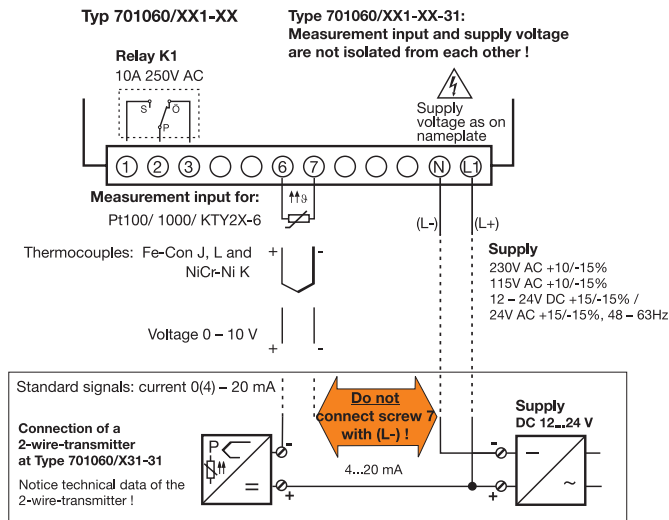 Typ 701060/XX1-XX
Type 701060/XX1-XX-31:
Measurement input and supply voltage
are not isolated from each other !
Relay K1
10A 250V AC
S Ö
P
Supply
voltage as on
nameplate
1 2 3 6 7 N L1
Measurement input for:
Pt100/ 1000/ KTY2X-6
ϑ
(L-) (L+)
Thermocouples: Fe-Con J, L and
NiCr-Ni K
+ -
Supply
230V AC +10/-15%
115V AC +10/-15%
12 – 24V DC +15/-15% /
24V AC +15/-15%, 48 – 63Hz
Voltage 0 – 10 V
+ -
Standard signals: current 0(4) – 20 mA
Do not
connect screw 7
with (L-) !
Supply
DC 12...24 V
Connection of a
2-wire-transmitter
at Type 701060/X31-31
Notice technical data of the
2-wire-transmitter !
P
= 
- +
4...20 mA
- +
– ~